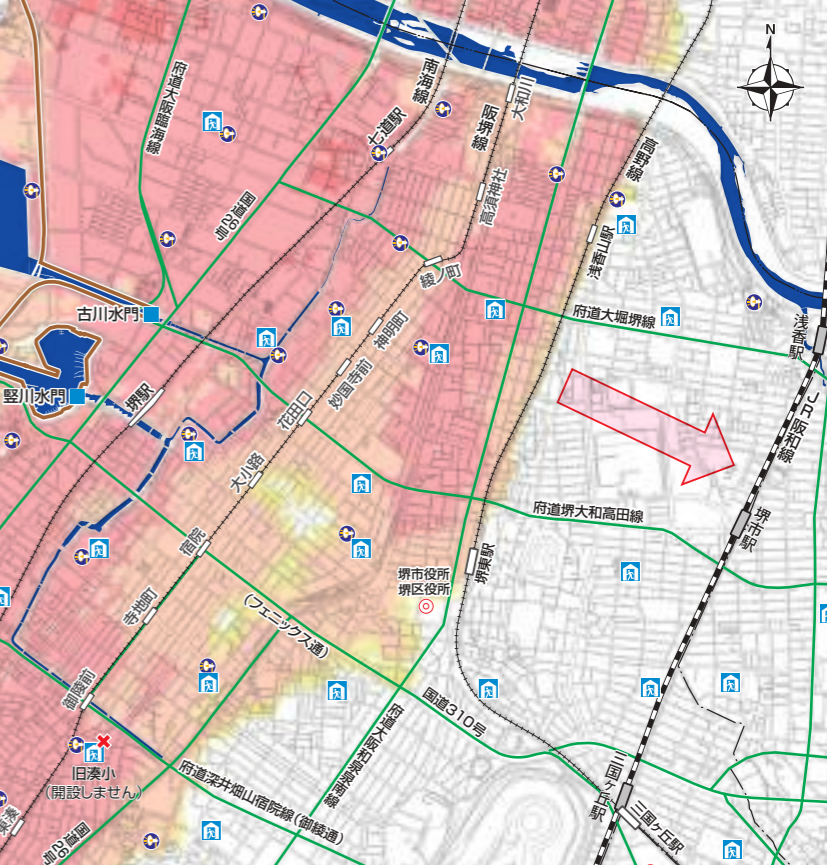 N
府道大阪臨海線
南海線
七道駅
阪堺線
大和川
高野線
高須神社
国道26号
浅香山駅
綾ノ町
古川水門
府道大堀堺線
神明町
浅香駅
妙国寺前
竪川水門
堺駅
花田口
JR阪和線
大小路
府道堺大和高田線
堺市駅
宿院
堺東駅
堺市役所
堺区役所
寺地町
(フェニックス通)
御陵前
国道310号
府道大阪和泉泉南線
旧湊小
(開設しません)
府道深井畑山宿院線(御綾通)
三国ヶ丘駅
三国ヶ丘駅
国道26号